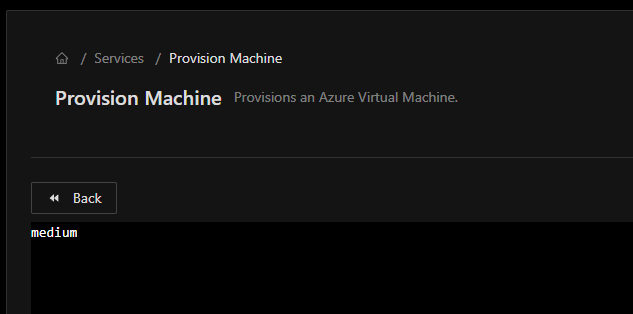 / Services / Provision Machine
Provision Machine Provisions an Azure Virtual Machine.
Back
medium